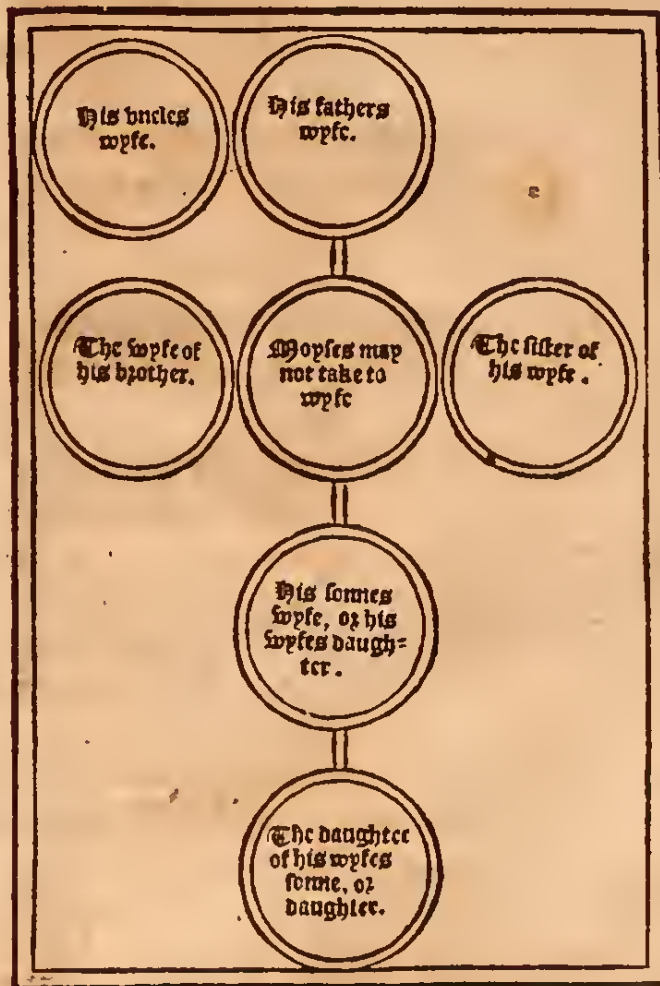 His vncles
wyfe.
His fathers
wyfe.
The wyfe of
his brother.
Moyses may
not take to
wyfe
The sister of
his wyfe.
His sonnes
wyfe, or his
wyfes daugh=
ter.
The daughter
of his wyfes
sonne, or
daughter.